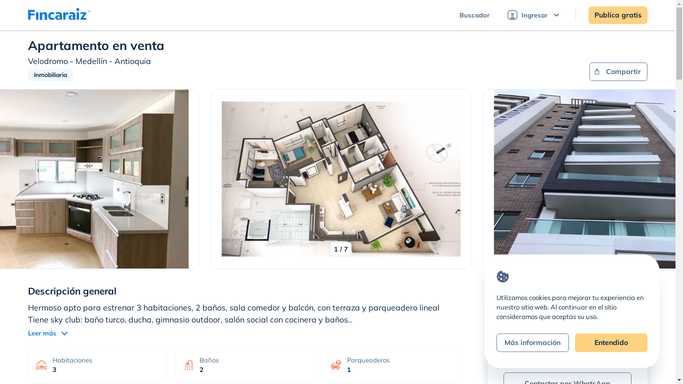 Fincaraiz
Buscador
Ingresar
Publica gratis
Apartamento en venta
Velodromo - Medellín - Antioquia
Inmobiliaria
Compartir
1 / 7
Descripción general
Hermoso apto para estrenar 3 habitaciones, 2 baños, sala comedor y balcón, con terraza y parqueadero lineal
Tiene sky club: baño turco, ducha, gimnasio outdoor, salón social con cocineria y baños...
Leer más
Habitaciones
3
Baños
2
Parqueaderos
1
Utilizamos cookies para mejorar tu experiencia en
nuestro sitio web. Al continuar en el sitio
consideramos que aceptas su uso.
Más información
Entendido
Contactar por WhatsApp